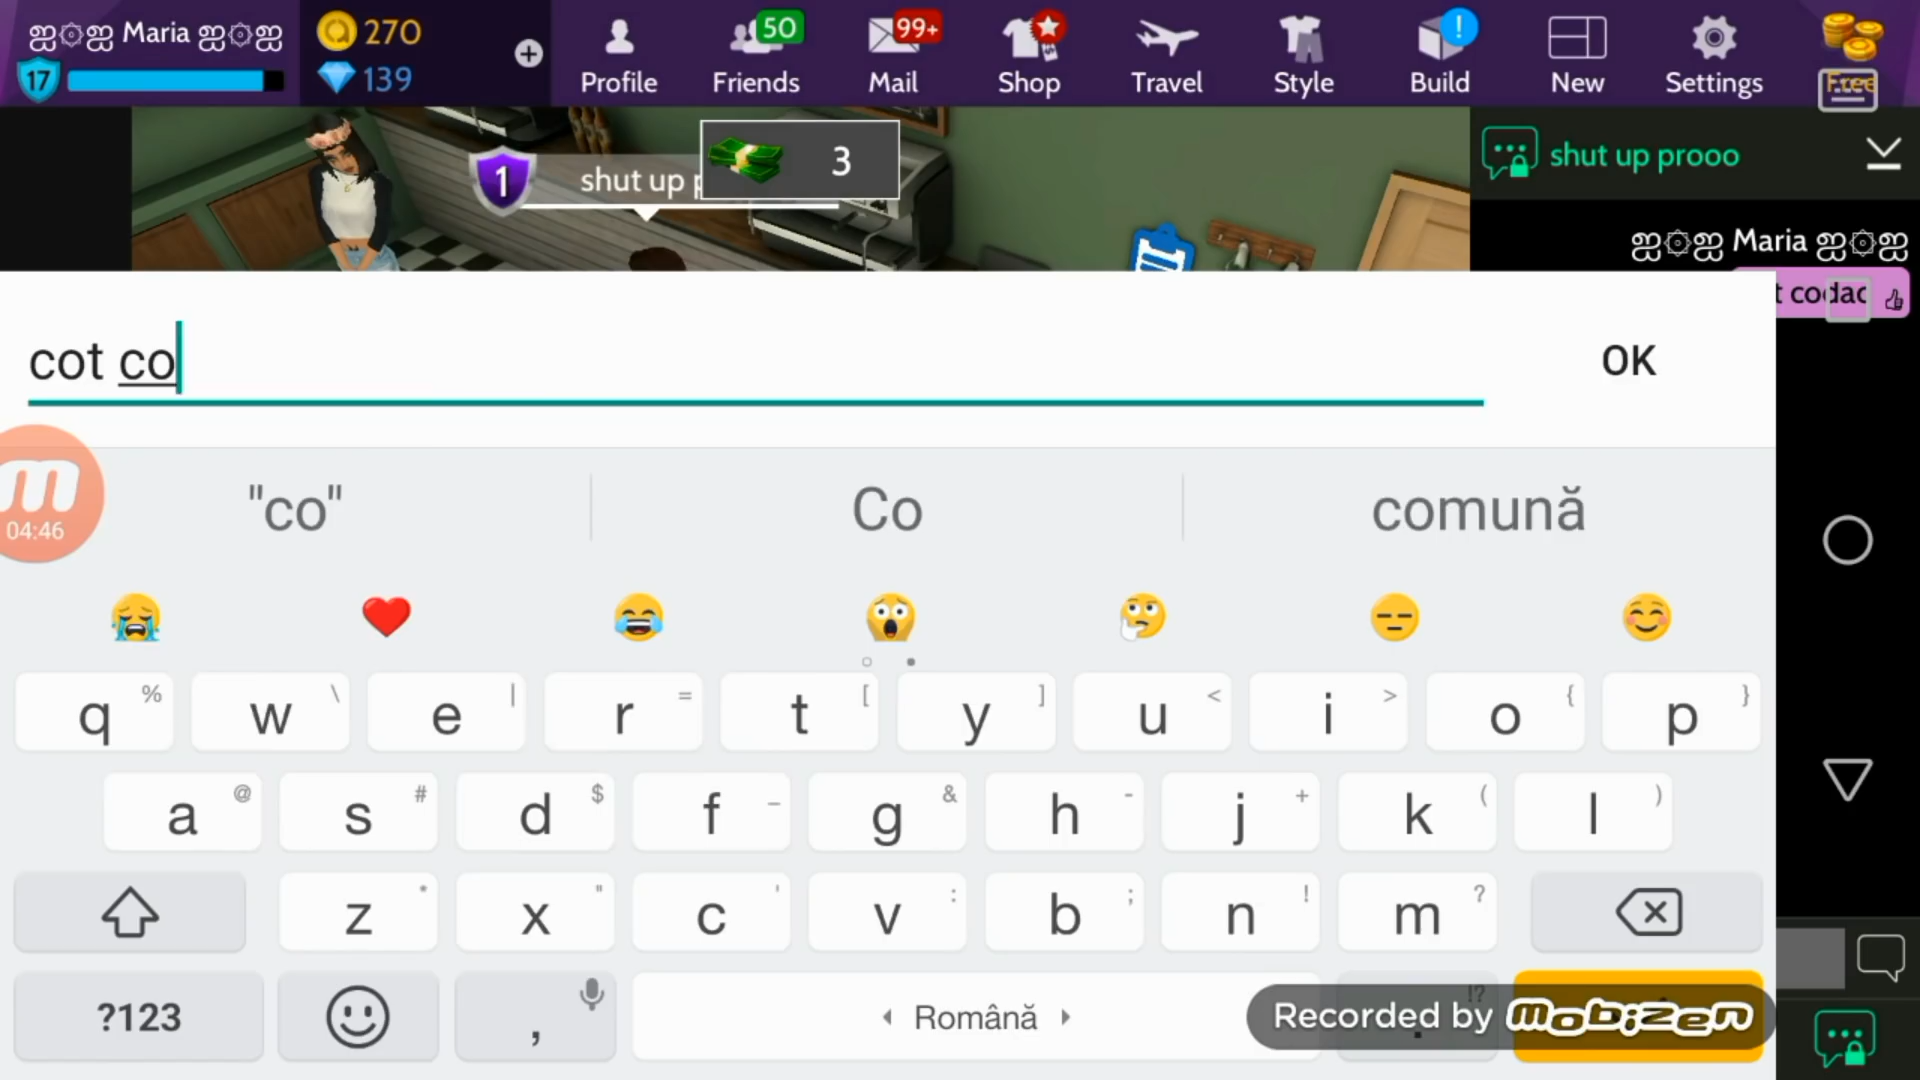 ஐ۞ஐ Maria ஐ۞ஐ
17
270
139
50
99+
!
Profile
Friends
Mail
Shop
Travel
Style
Build
New
Settings
Free
1
shut up
3
shut up prooo
ஐ۞ஐ Maria ஐ۞ஐ
t codac
cot co
OK
04:46
"co"
Co
comună
q % w \ e | r = t [ y ] u < i > o { p }
a @ s # d $ f _ g & h - j + k ( l )
z * x " c ' v : b ; n ! m ?
?123
,
Română
. !?
Recorded by mobizen